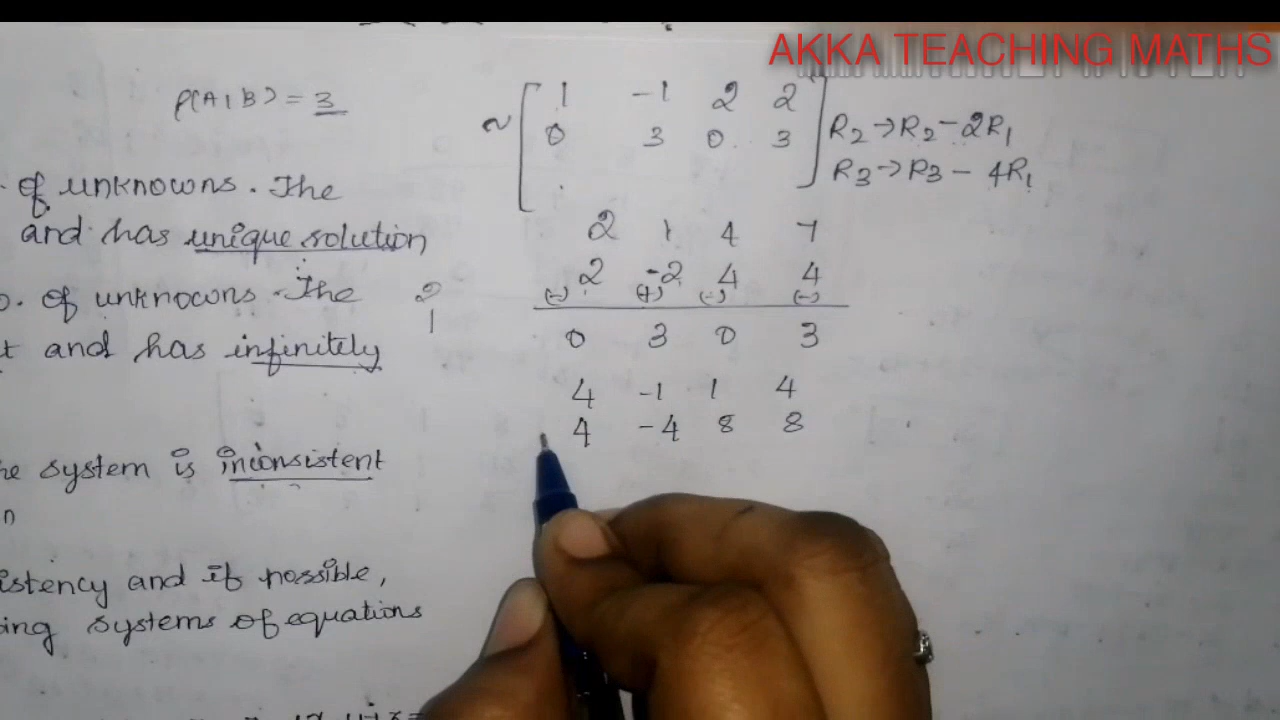 AKKA TEACHING MATHS
ρ(A,B) = 3
of unknowns. The
and has unique solution,
of unknowns. The
and has infinitely
system is inconsistent
and if possible,
systems of equations
~ [ 1 -1 2 2 ]
0 3 0 3
R2→R2-2R1
R3→R3-4R1
2 1 4 7
2 -2 4 4
(-) (+) (-) (-)
0 3 0 3
2
1
4 -1 1 4
4 -4 8 8